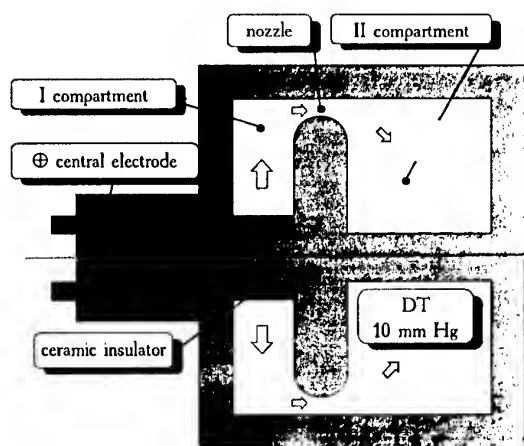 nozzle
II compartment
I compartment
⊕ central electrode
DT
10 mm Hg
ceramic insulator